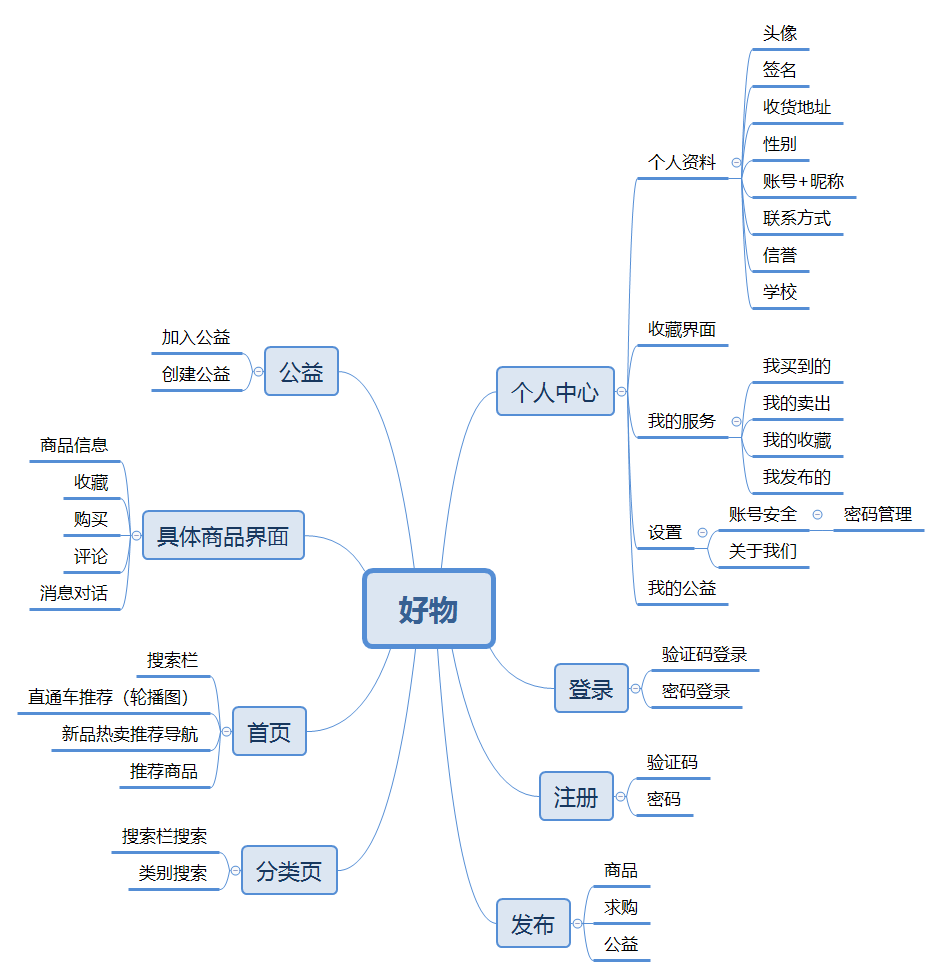 好物
个人中心
个人资料
头像
签名
收货地址
性别
账号+昵称
联系方式
信誉
学校
收藏界面
我的服务
我买到的
我的卖出
我的收藏
我发布的
设置
账号安全
密码管理
关于我们
我的公益
登录
验证码登录
密码登录
注册
验证码
密码
发布
商品
求购
公益
公益
加入公益
创建公益
具体商品界面
商品信息
收藏
购买
评论
消息对话
首页
搜索栏
直通车推荐（轮播图）
新品热卖推荐导航
推荐商品
分类页
搜索栏搜索
类别搜索